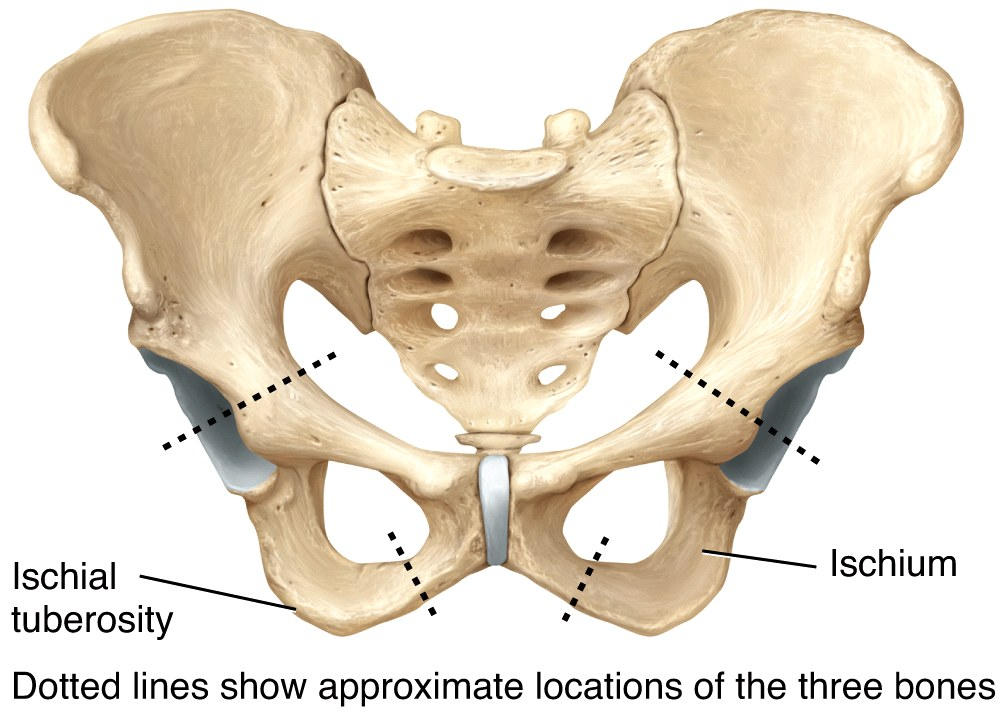 Ischial
tuberosity
Ischium
Dotted lines show approximate locations of the three bones